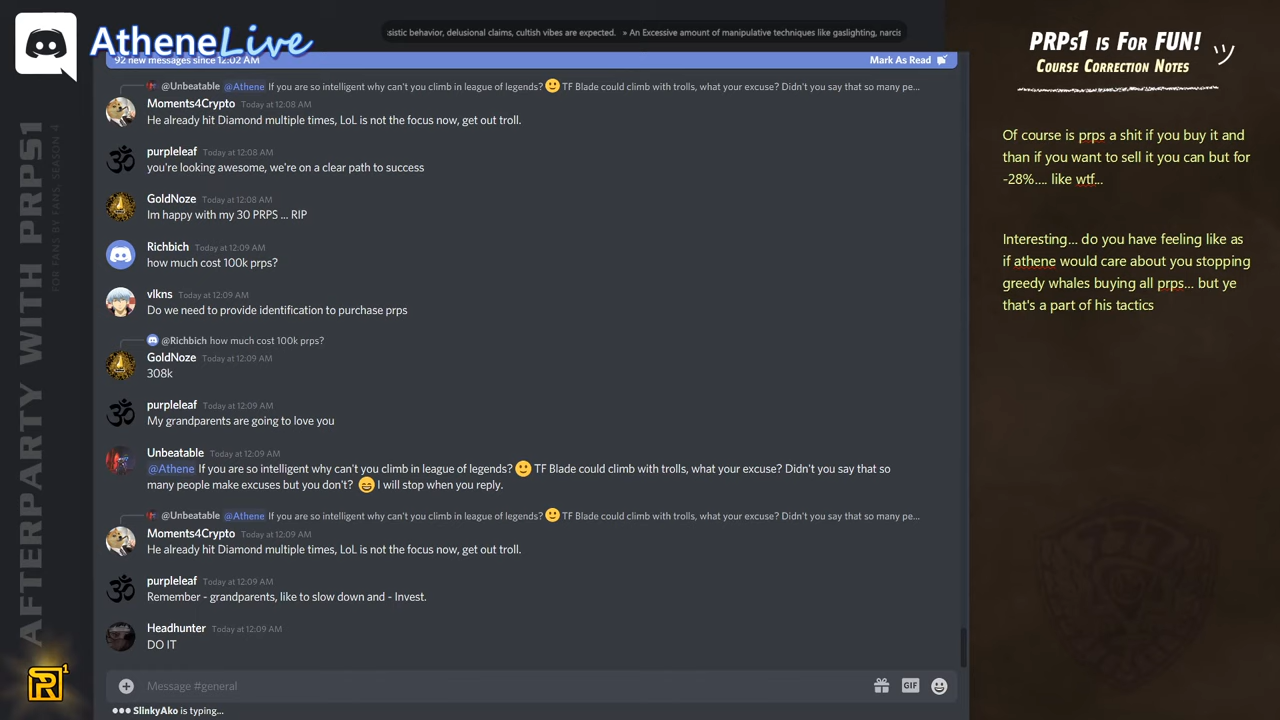 AtheneLive
sistic behavior, delusional claims, cultish vibes are expected. » An Excessive amount of manipulative techniques like gaslighting, narcis
92 new messages since 12:02 AM
Mark As Read
@Unbeatable @Athene If you are so intelligent why can't you climb in league of legends? 🙂 TF Blade could climb with trolls, what your excuse? Didn't you say that so many pe...
Moments4Crypto Today at 12:08 AM
He already hit Diamond multiple times, LoL is not the focus now, get out troll.
purpleleaf Today at 12:08 AM
you're looking awesome, we're on a clear path to success
GoldNoze Today at 12:08 AM
Im happy with my 30 PRPS ... RIP
Richbich Today at 12:09 AM
how much cost 100k prps?
vlkns Today at 12:09 AM
Do we need to provide identification to purchase prps
@Richbich how much cost 100k prps?
GoldNoze Today at 12:09 AM
308k
purpleleaf Today at 12:09 AM
My grandparents are going to love you
Unbeatable Today at 12:09 AM
@Athene If you are so intelligent why can't you climb in league of legends? 🙂 TF Blade could climb with trolls, what your excuse? Didn't you say that so
many people make excuses but you don't? 😄 I will stop when you reply.
@Unbeatable @Athene If you are so intelligent why can't you climb in league of legends? 🙂 TF Blade could climb with trolls, what your excuse? Didn't you say that so many pe...
Moments4Crypto Today at 12:09 AM
He already hit Diamond multiple times, LoL is not the focus now, get out troll.
purpleleaf Today at 12:09 AM
Remember - grandparents, like to slow down and - Invest.
Headhunter Today at 12:09 AM
DO IT
Message #general
GIF
SlinkyAko is typing...
PRPs1 is For FUN! ツ
Course Correction Notes
Of course is prps a shit if you buy it and
than if you want to sell it you can but for
-28%.... like wtf...
Interesting... do you have feeling like as
if athene would care about you stopping
greedy whales buying all prps... but ye
that's a part of his tactics
AFTERPARTY WITH PRPS1
FOR FANS BY FANS, SEASON 4
R1